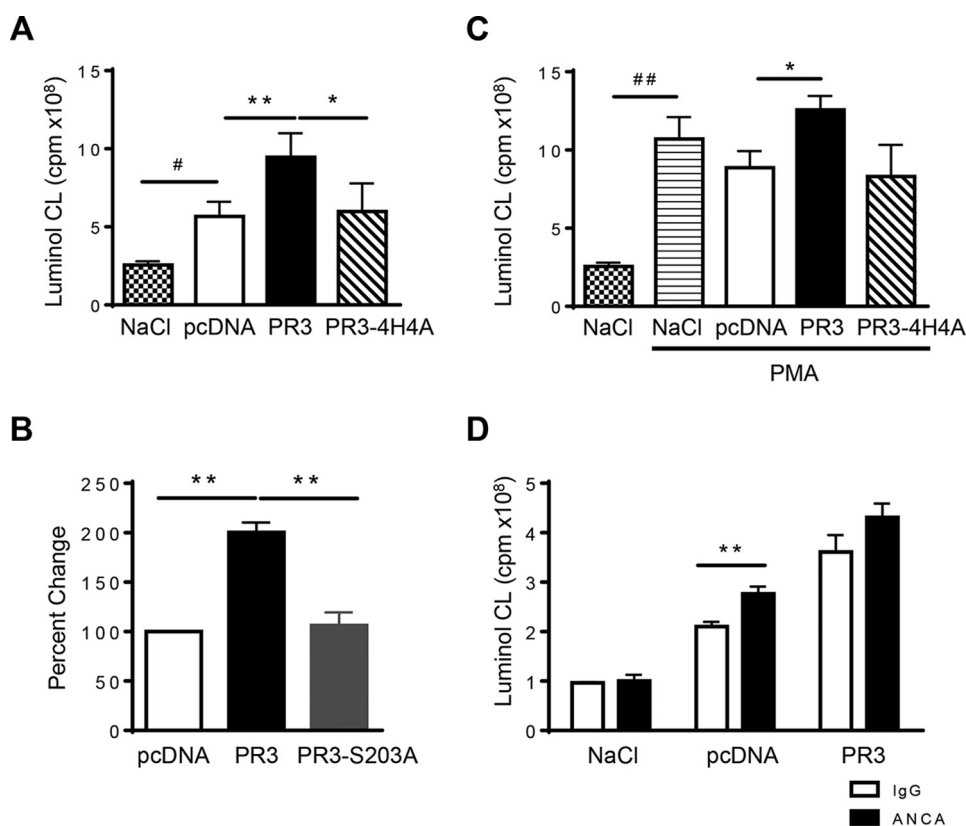 A
Luminol CL (cpm x10⁸)
15
10
5
0
#
* *
*
NaCl pcDNA PR3 PR3-4H4A
C
Luminol CL (cpm x10⁸)
15
10
5
0
##
*
NaCl NaCl pcDNA PR3 PR3-4H4A
PMA
B
Percent Change
250
200
150
100
50
0
* *
* *
pcDNA PR3 PR3-S203A
D
Luminol CL (cpm x10⁸)
5
4
3
2
1
0
* *
NaCl pcDNA PR3
IgG
ANCA